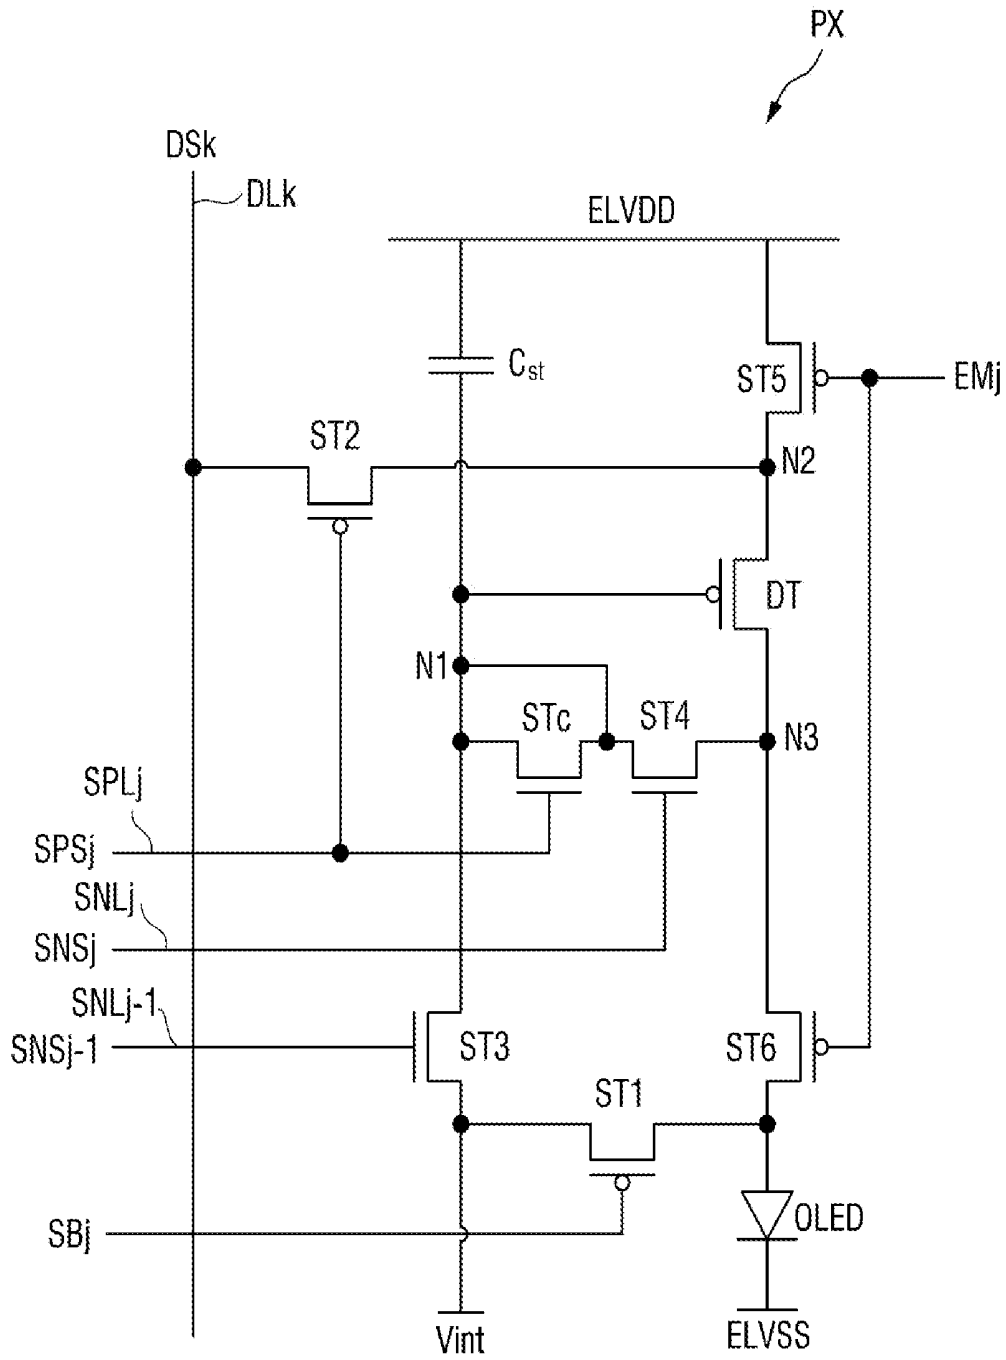 PX
DSk
DLk
ELVDD
Cst
ST5
EMj
ST2
N2
DT
N1
STc
ST4
N3
SPLj
SPSj
SNLj
SNSj
SNLj-1
SNSj-1
ST3
ST6
ST1
SBj
OLED
Vint
ELVSS